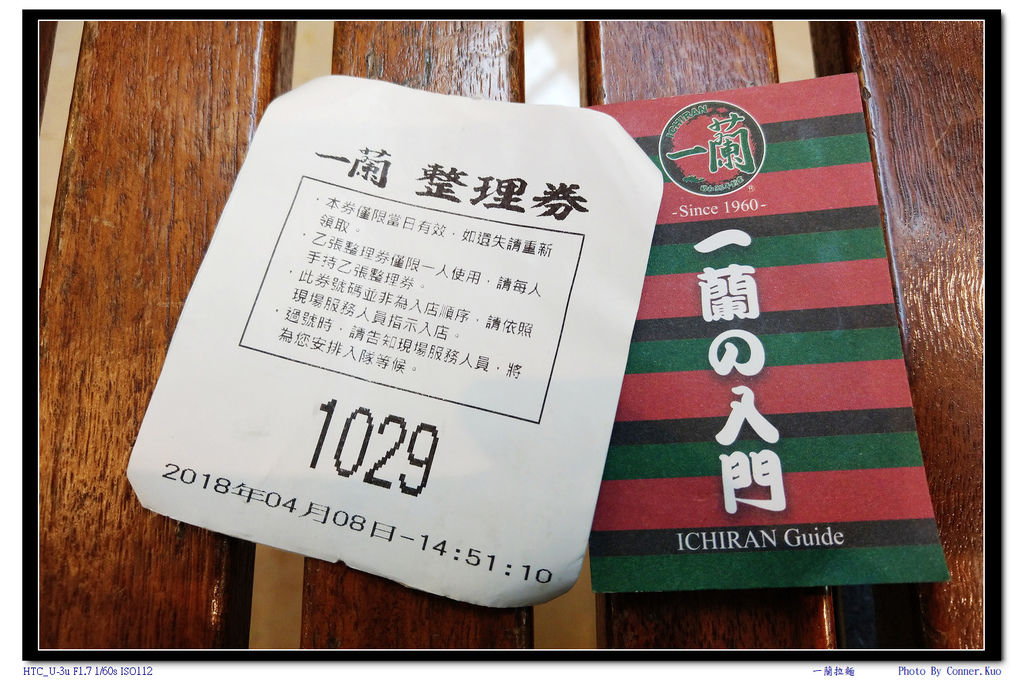 一蘭 整理券
・本券僅限當日有效，如遺失請重新
領取。
・乙張整理券僅限一人使用，請每人
手持乙張整理券。
・此券號碼並非為入店順序，請依照
現場服務人員指示入店。
・過號時，請告知現場服務人員，將
為您安排入隊等候。
1029
2018年04月08日-14:51:10
ICHIRAN
一蘭
-Since 1960-
一蘭の入門
ICHIRAN Guide
HTC_U-3u F1.7 1/60s ISO112
一蘭拉麵
Photo By Conner.Kuo